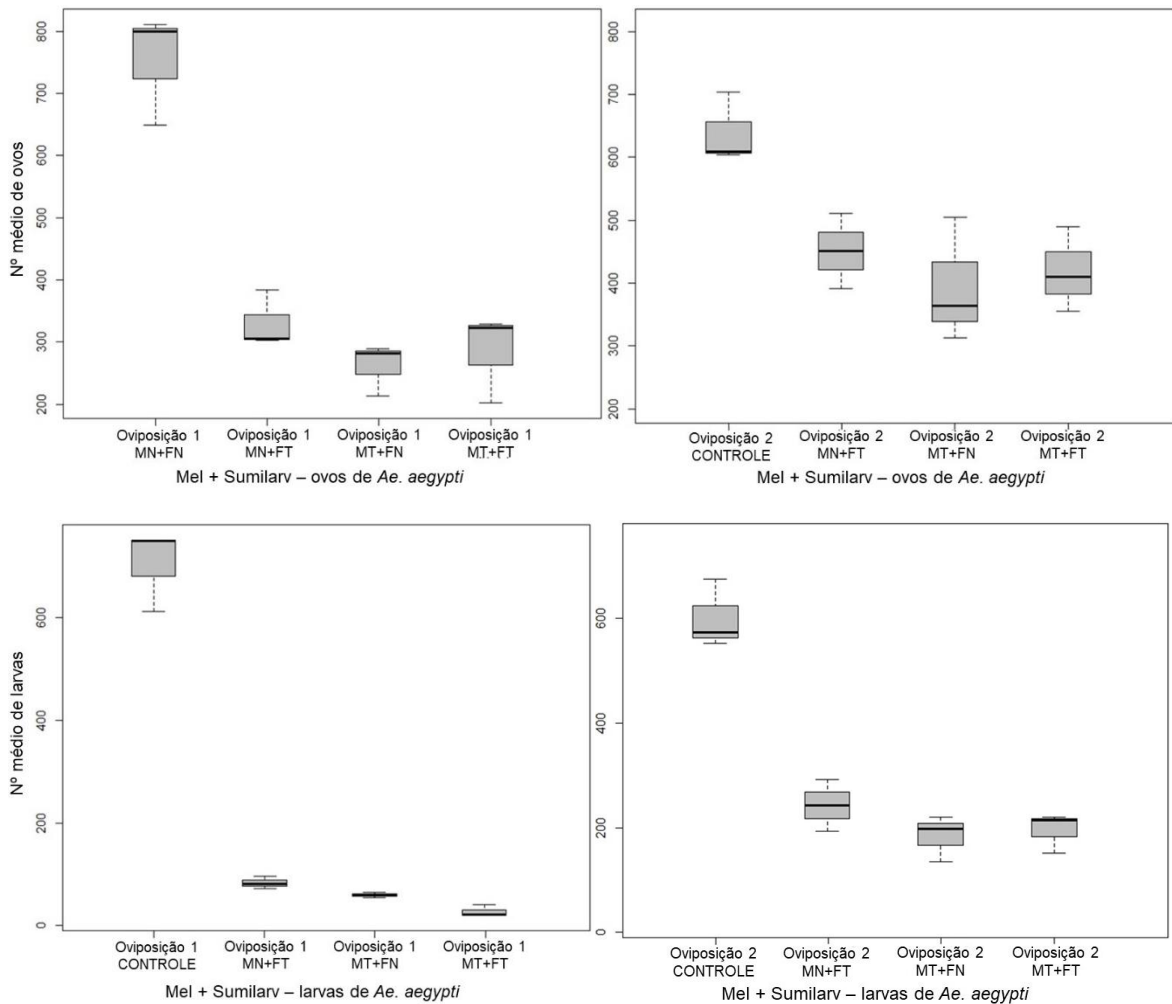 Nº médio de ovos
800
700
600
500
400
300
200
Oviposição 1 Oviposição 1 Oviposição 1 Oviposição 1
MN+FN MN+FT MT+FN MT+FT
Mel + Sumilarv – ovos de Ae. aegypti
800
700
600
500
400
300
200
Oviposição 2 Oviposição 2 Oviposição 2 Oviposição 2
CONTROLE MN+FT MT+FN MT+FT
Mel + Sumilarv – ovos de Ae. aegypti
Nº médio de larvas
600
400
200
0
Oviposição 1 Oviposição 1 Oviposição 1 Oviposição 1
CONTROLE MN+FT MT+FN MT+FT
Mel + Sumilarv – larvas de Ae. aegypti
600
400
200
0
Oviposição 2 Oviposição 2 Oviposição 2 Oviposição 2
CONTROLE MN+FT MT+FN MT+FT
Mel + Sumilarv – larvas de Ae. aegypti